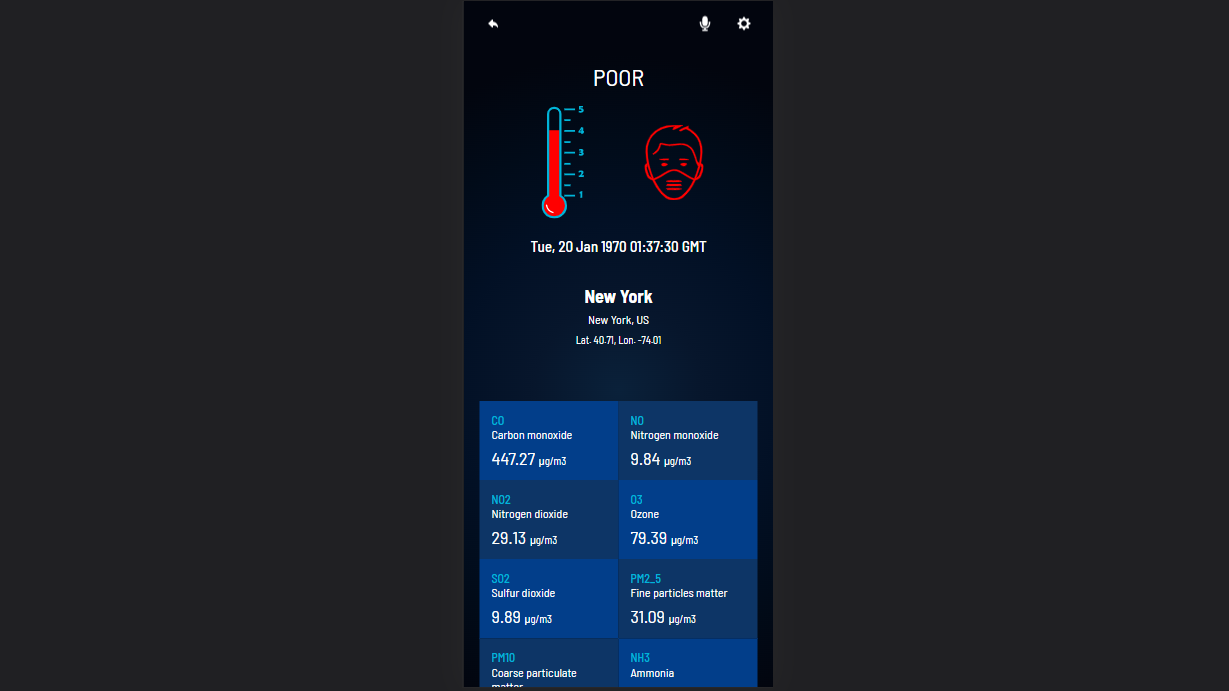 POOR
5
4
3
2
1
Tue, 20 Jan 1970 01:37:30 GMT
New York
New York, US
Lat. 40.71, Lon. -74.01
CO
Carbon monoxide
447.27 µg/m3
NO
Nitrogen monoxide
9.84 µg/m3
NO2
Nitrogen dioxide
29.13 µg/m3
O3
Ozone
79.39 µg/m3
SO2
Sulfur dioxide
9.89 µg/m3
PM2_5
Fine particles matter
31.09 µg/m3
PM10
Coarse particulate
matter
NH3
Ammonia